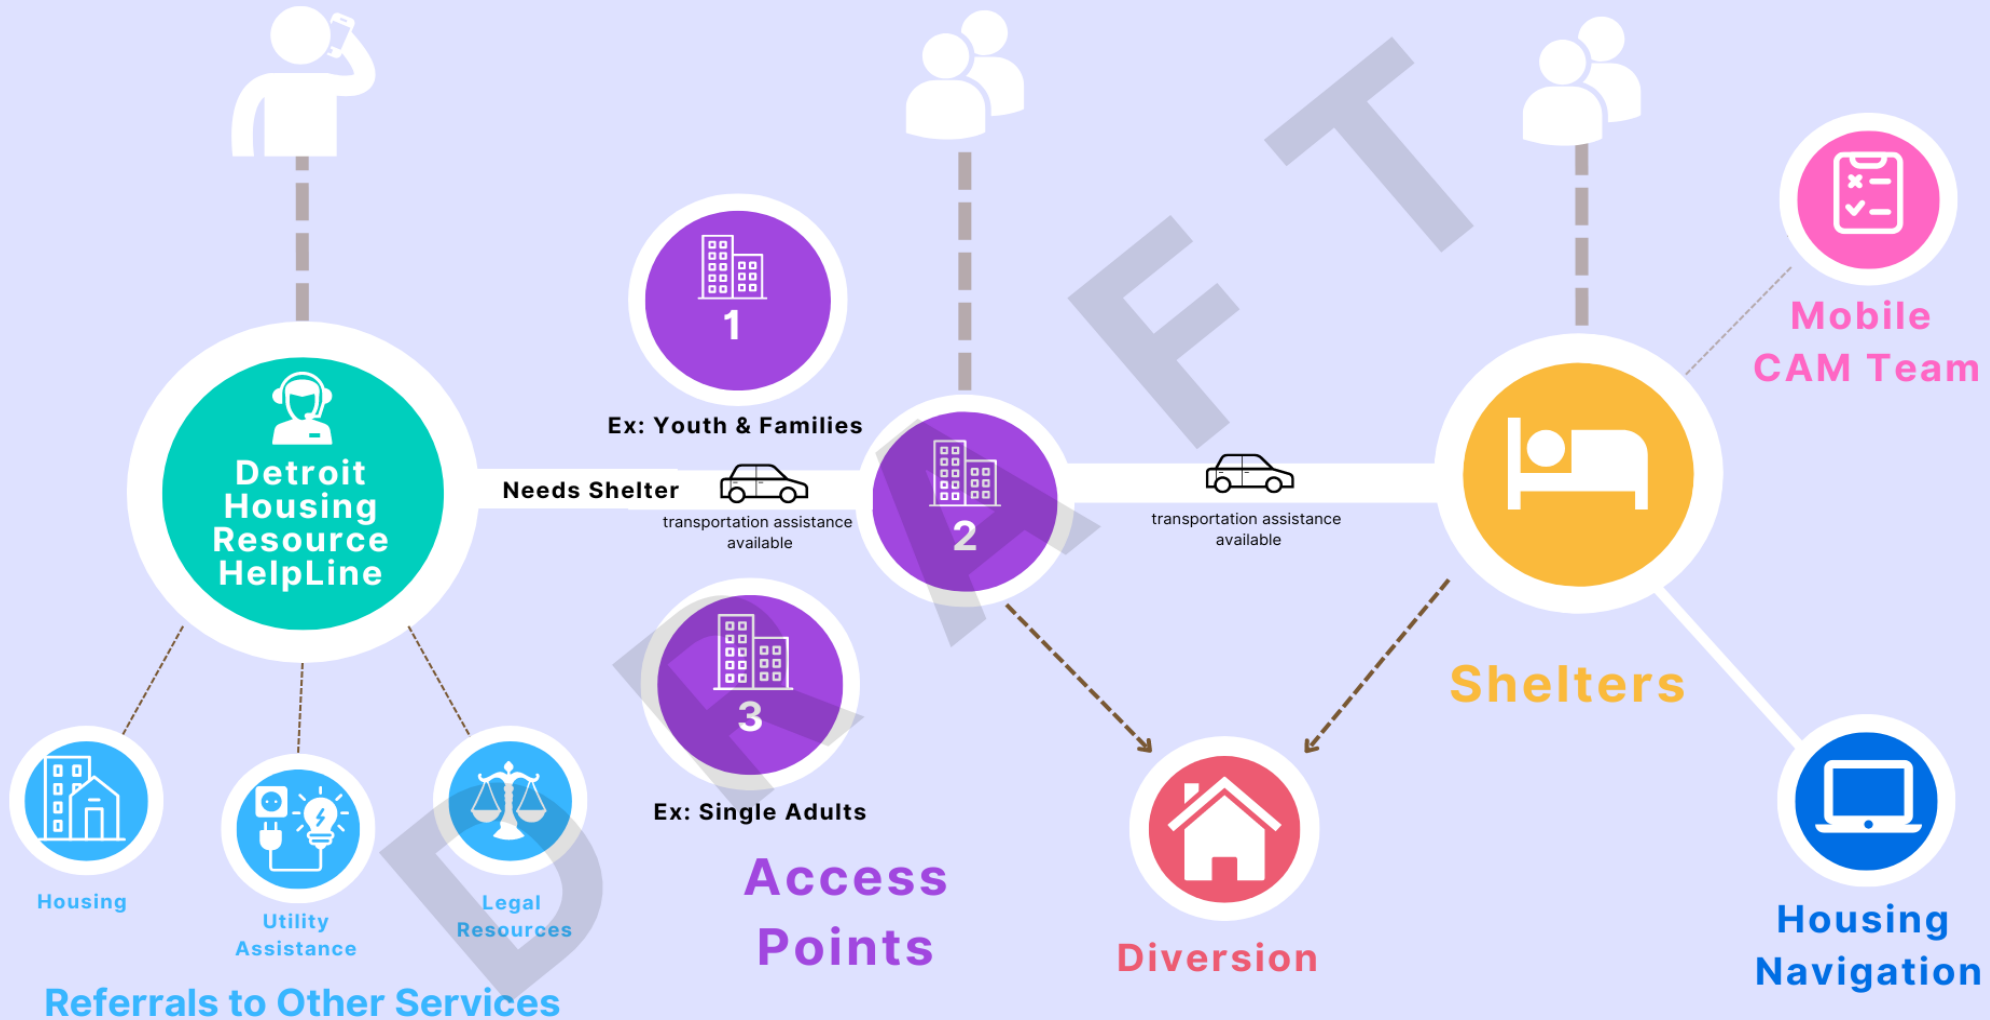 Detroit
Housing
Resource
HelpLine
Housing
Utility
Assistance
Legal
Resources
Referrals to Other Services
Needs Shelter
transportation assistance
available
1
Ex: Youth & Families
2
3
Ex: Single Adults
Access
Points
transportation assistance
available
Diversion
Shelters
Mobile
CAM Team
Housing
Navigation
DRAFT